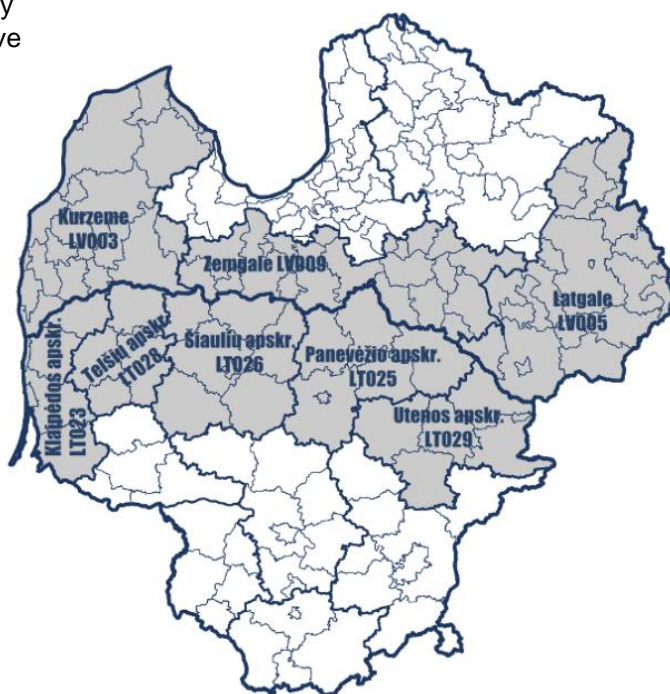 y
ve
Kurzeme
LV003
Zemgale LV009
Latgale
LV005
Klaipėdos apskr.
LT023
Telšių apskr.
LT028
Šiaulių apskr.
LT026
Panevėžio apskr.
LT025
Utenos apskr.
LT029